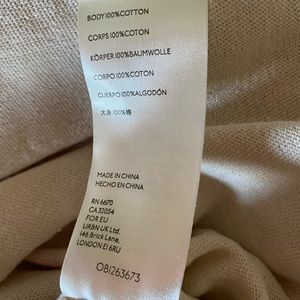 BODY 100%COTTON
CORPS 100%COTON
KÖRPER 100%BAUMWOLLE
CORPO 100%COTON
CUERPO 100%ALGODÓN
大身 100%棉
MADE IN CHINA
HECHO EN CHINA
RN 6670
CA 32054
FOR EU
URBN UK Ltd.
146 Brick Lane,
LONDON E1 6RU
OB1263673